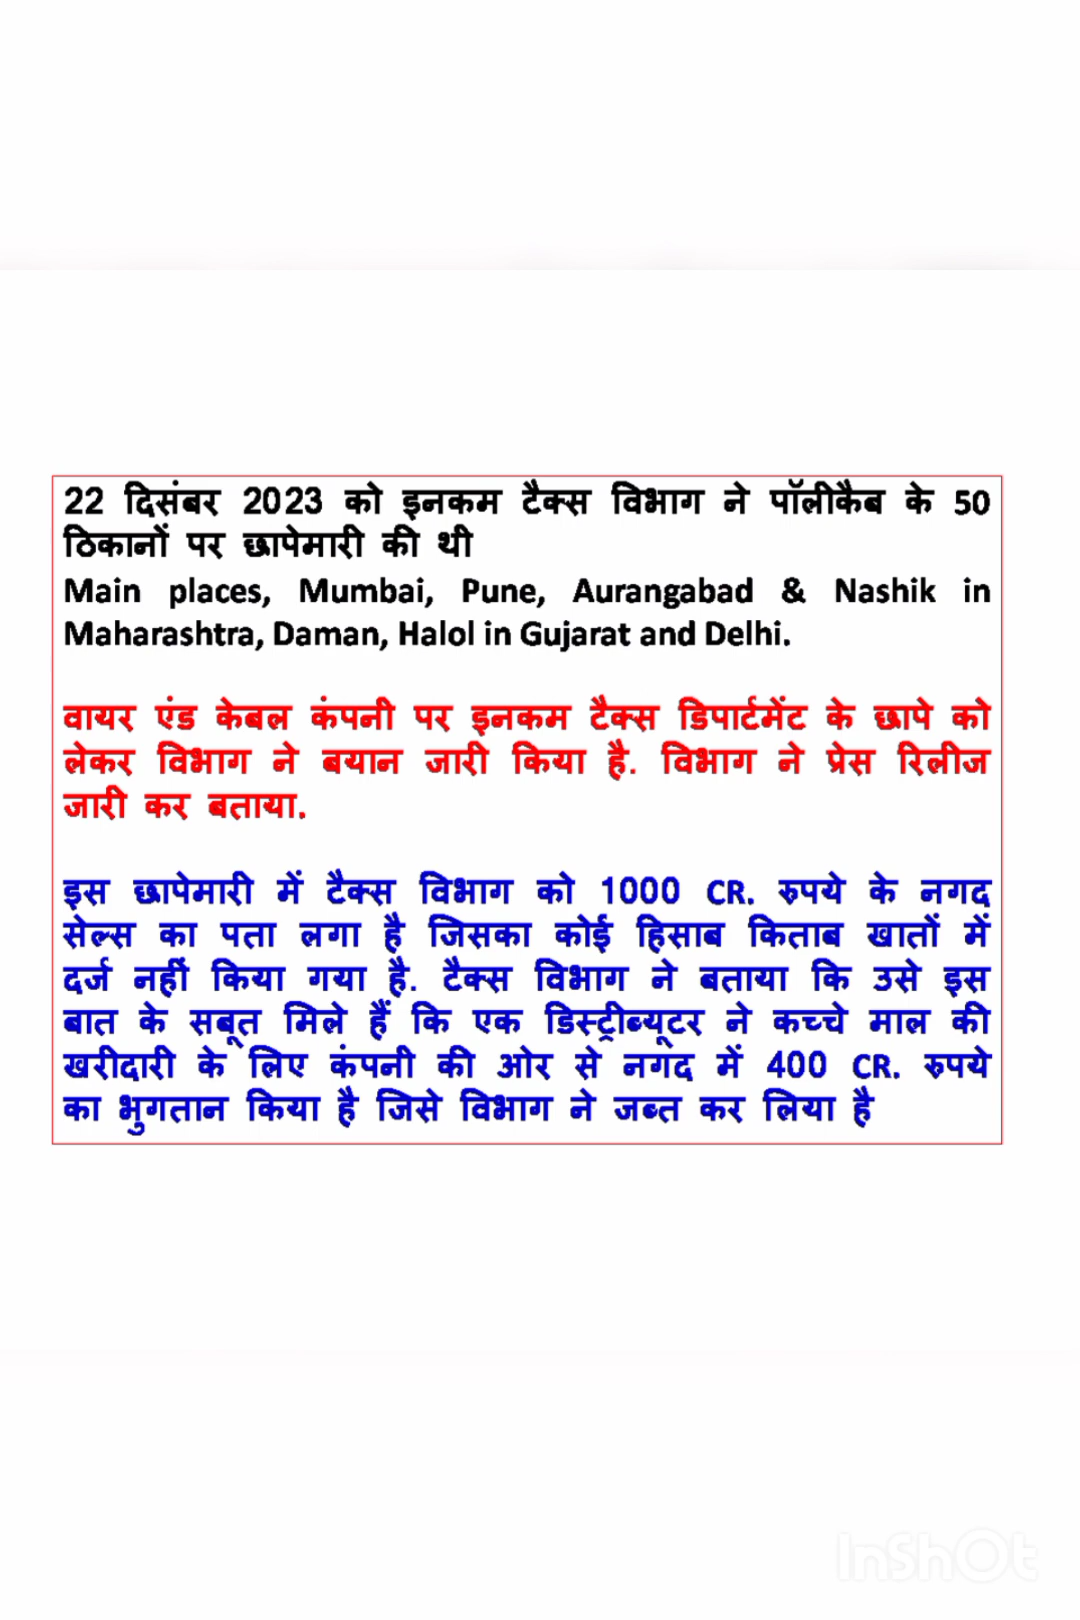 22 दिसंबर 2023 को इनकम टैक्स विभाग ने पॉलीकैब के 50
ठिकानों पर छापेमारी की थी
Main places, Mumbai, Pune, Aurangabad & Nashik in
Maharashtra, Daman, Halol in Gujarat and Delhi.
वायर एंड केबल कंपनी पर इनकम टैक्स डिपार्टमेंट के छापे को
लेकर विभाग ने बयान जारी किया है. विभाग ने प्रेस रिलीज
जारी कर बताया.
इस छापेमारी में टैक्स विभाग को 1000 CR. रुपये के नगद
सेल्स का पता लगा है जिसका कोई हिसाब किताब खातों में
दर्ज नहीं किया गया है. टैक्स विभाग ने बताया कि उसे इस
बात के सबूत मिले हैं कि एक डिस्ट्रीब्यूटर ने कच्चे माल की
खरीदारी के लिए कंपनी की ओर से नगद में 400 CR. रुपये
का भुगतान किया है जिसे विभाग ने जब्त कर लिया है
InShOt